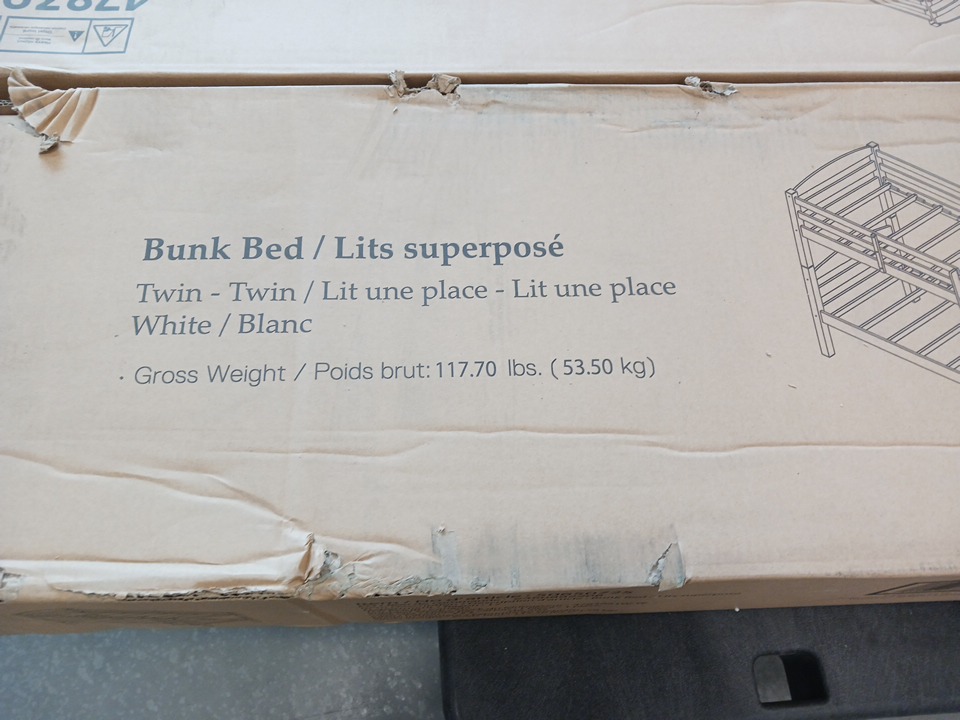 Bunk Bed / Lits superposé
Twin - Twin / Lit une place - Lit une place
White / Blanc
· Gross Weight / Poids brut: 117.70 lbs. ( 53.50 kg)